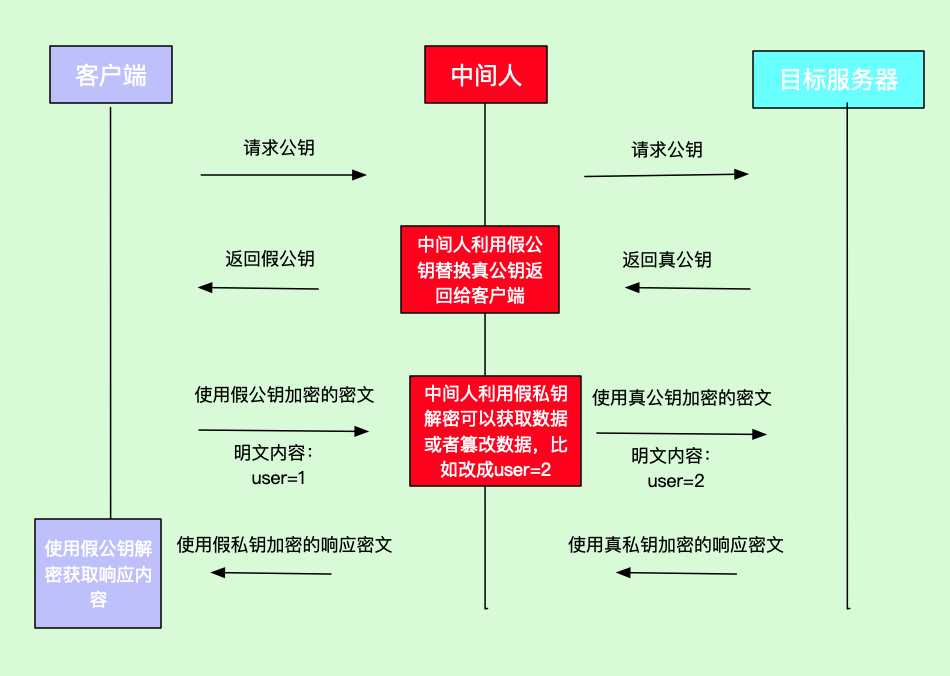 客户端
中间人
目标服务器
请求公钥
请求公钥
中间人利用假公
钥替换真公钥返
回给客户端
返回假公钥
返回真公钥
使用假公钥加密的密文
明文内容：
user=1
中间人利用假私钥
解密可以获取数据
或者篡改数据，比
如改成user=2
使用真公钥加密的密文
明文内容：
user=2
使用假公钥解
密获取响应内
容
使用假私钥加密的响应密文
使用真私钥加密的响应密文